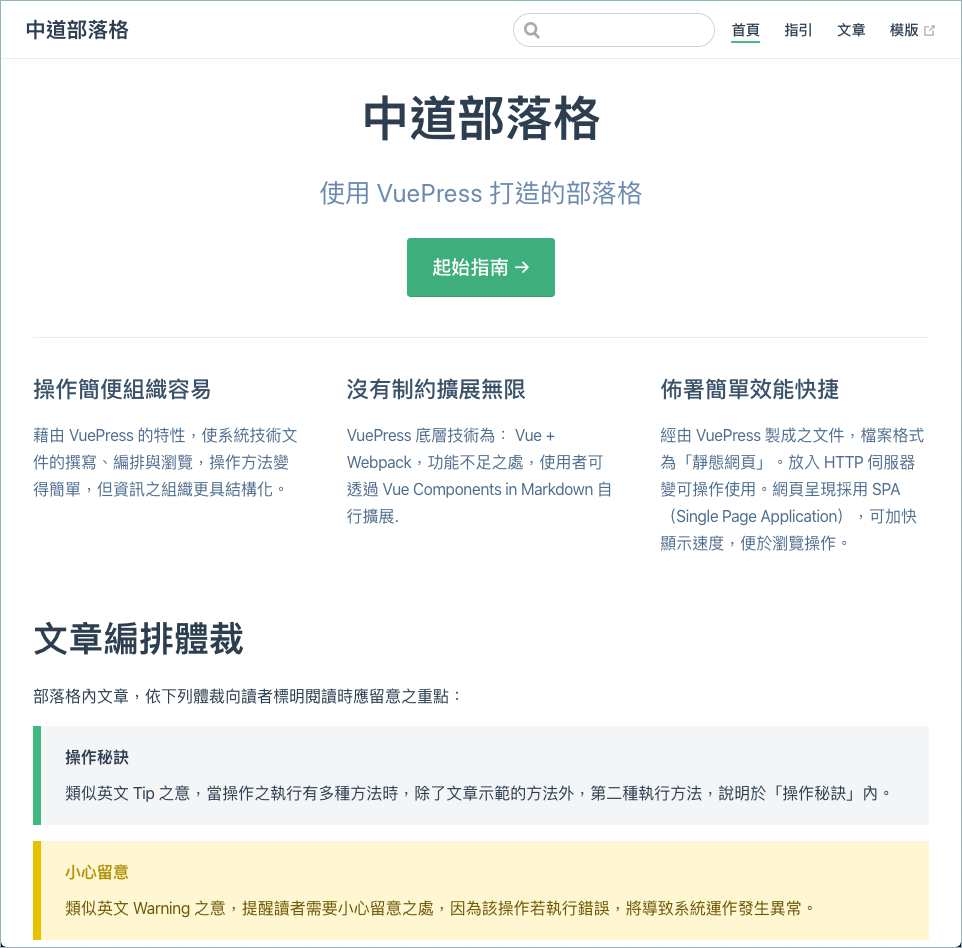 中道部落格
首頁 指引 文章 模版
中道部落格
使用 VuePress 打造的部落格
起始指南 →
操作簡便組織容易
藉由 VuePress 的特性，使系統技術文
件的撰寫、編排與瀏覽，操作方法變
得簡單，但資訊之組織更具結構化。
沒有制約擴展無限
VuePress 底層技術為： Vue +
Webpack，功能不足之處，使用者可
透過 Vue Components in Markdown 自
行擴展.
佈署簡單效能快捷
經由 VuePress 製成之文件，檔案格式
為「靜態網頁」。放入 HTTP 伺服器
變可操作使用。網頁呈現採用 SPA
（Single Page Application），可加快
顯示速度，便於瀏覽操作。
文章編排體裁
部落格內文章，依下列體裁向讀者標明閱讀時應留意之重點：
操作秘訣
類似英文 Tip 之意，當操作之執行有多種方法時，除了文章示範的方法外，第二種執行方法，說明於「操作秘訣」內。
小心留意
類似英文 Warning 之意，提醒讀者需要小心留意之處，因為該操作若執行錯誤，將導致系統運作發生異常。